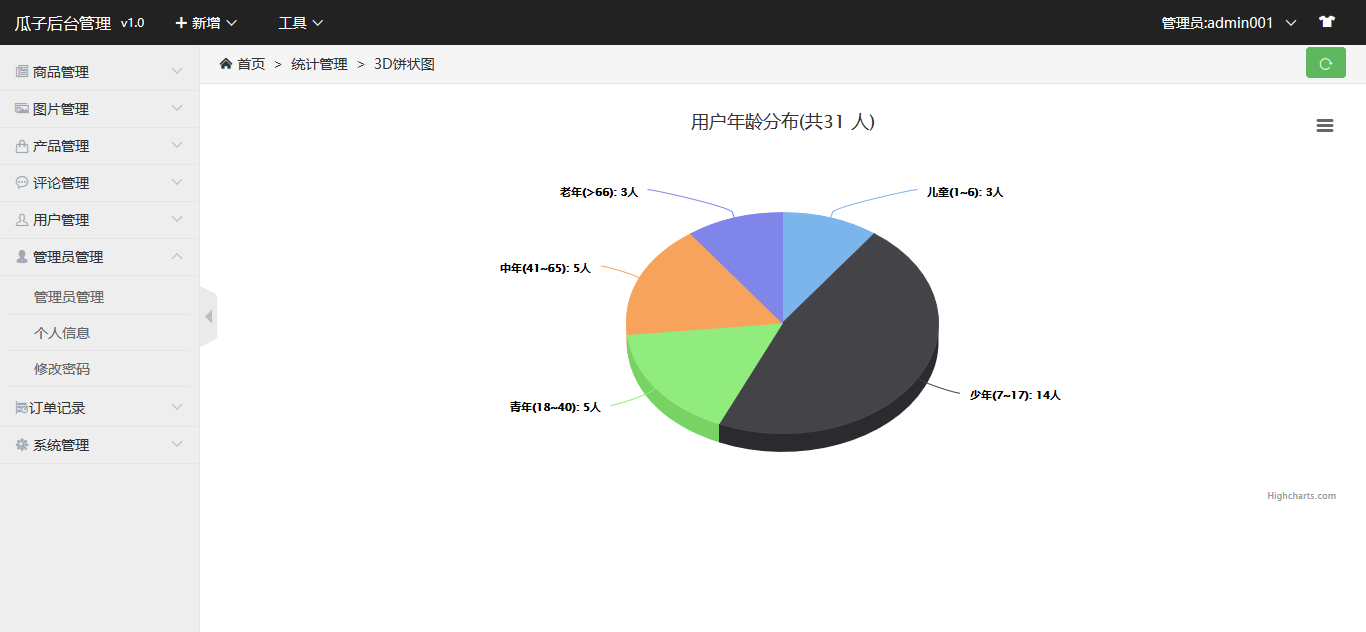 瓜子后台管理 v1.0 新增 工具 管理员:admin001
首页 > 统计管理 > 3D饼状图
商品管理
图片管理
产品管理
评论管理
用户管理
管理员管理
管理员管理
个人信息
修改密码
订单记录
系统管理
用户年龄分布(共31 人)
老年(>66): 3人
儿童(1~6): 3人
中年(41~65): 5人
少年(7~17): 14人
青年(18~40): 5人
Highcharts.com